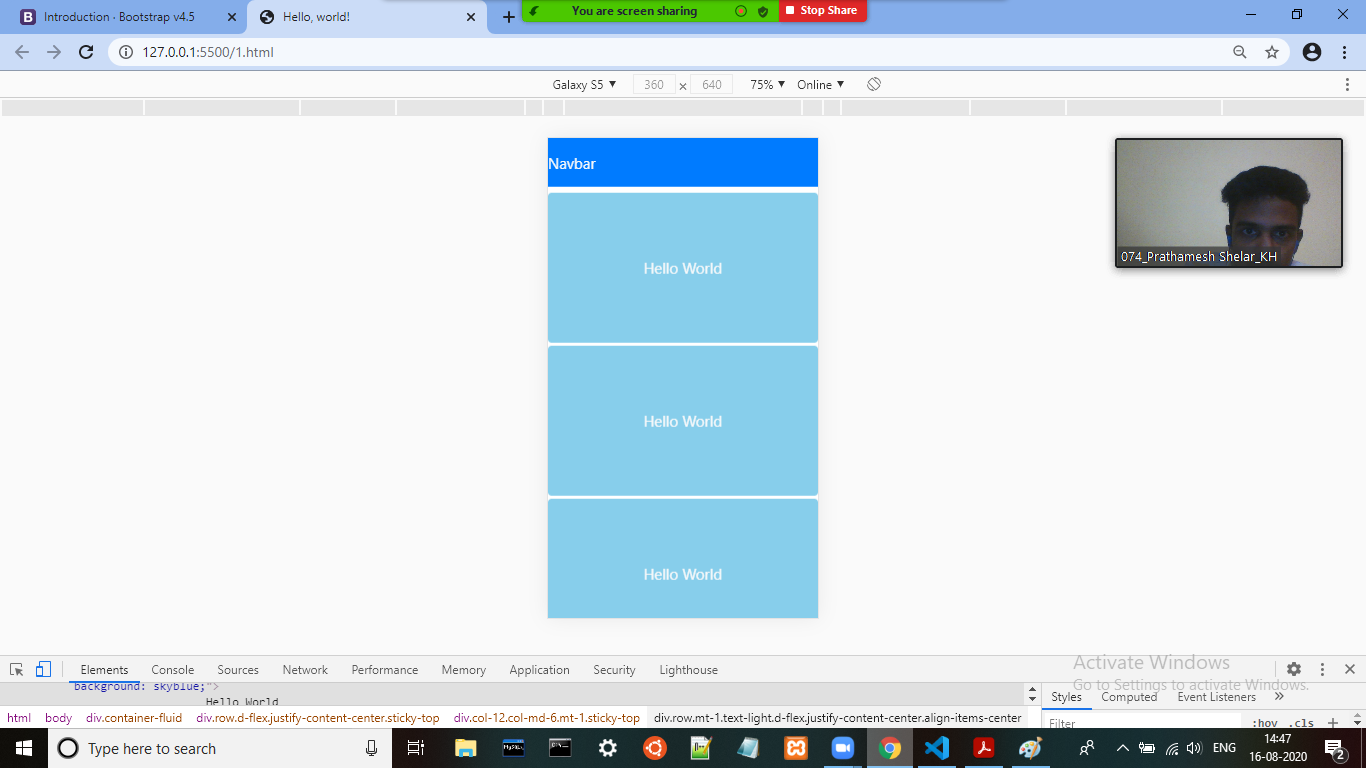 Introduction · Bootstrap v4.5
Hello, world!
You are screen sharing
Stop Share
127.0.0.1:5500/1.html
Galaxy S5 ▼
360 × 640
75% ▼
Online ▼
Navbar
Hello World
Hello World
Hello World
074_Prathamesh Shelar_KH
Elements Console Sources Network Performance Memory Application Security Lighthouse
Activate Windows
Go to Settings to activate Windows.
background: skyblue;">
Hello World
Styles Computed Event Listeners »
html body div.container-fluid div.row.d-flex.justify-content-center.sticky-top div.col-12.col-md-6.mt-1.sticky-top div.row.mt-1.text-light.d-flex.justify-content-center.align-items-center
Filter :hov .cls +
Type here to search
MySQL
ENG
14:47
16-08-2020
2